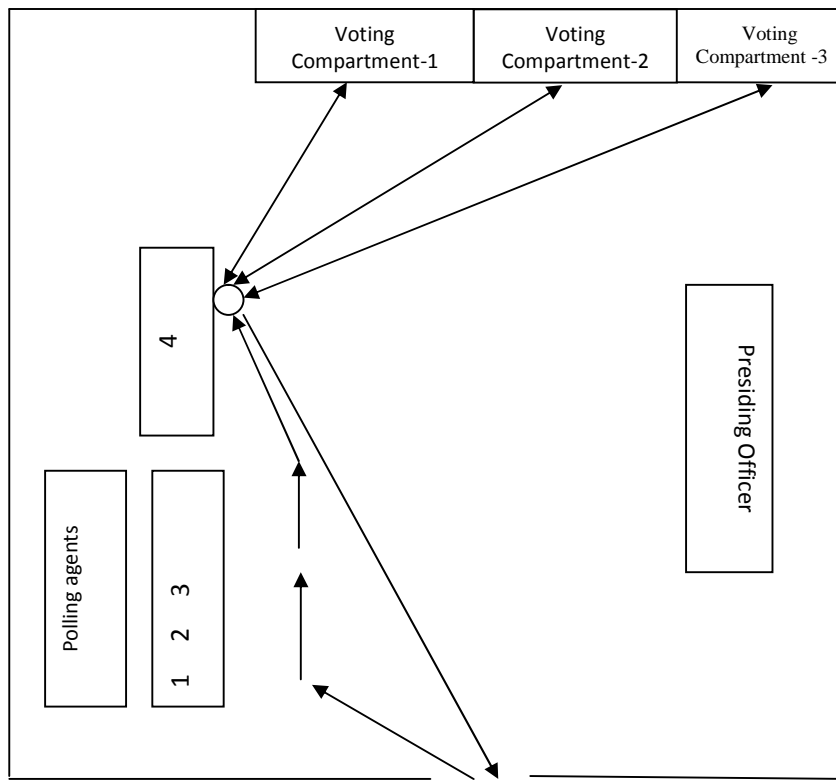 Voting
Compartment-1
Voting
Compartment-2
Voting
Compartment -3
4
Presiding Officer
Polling agents
1 2 3